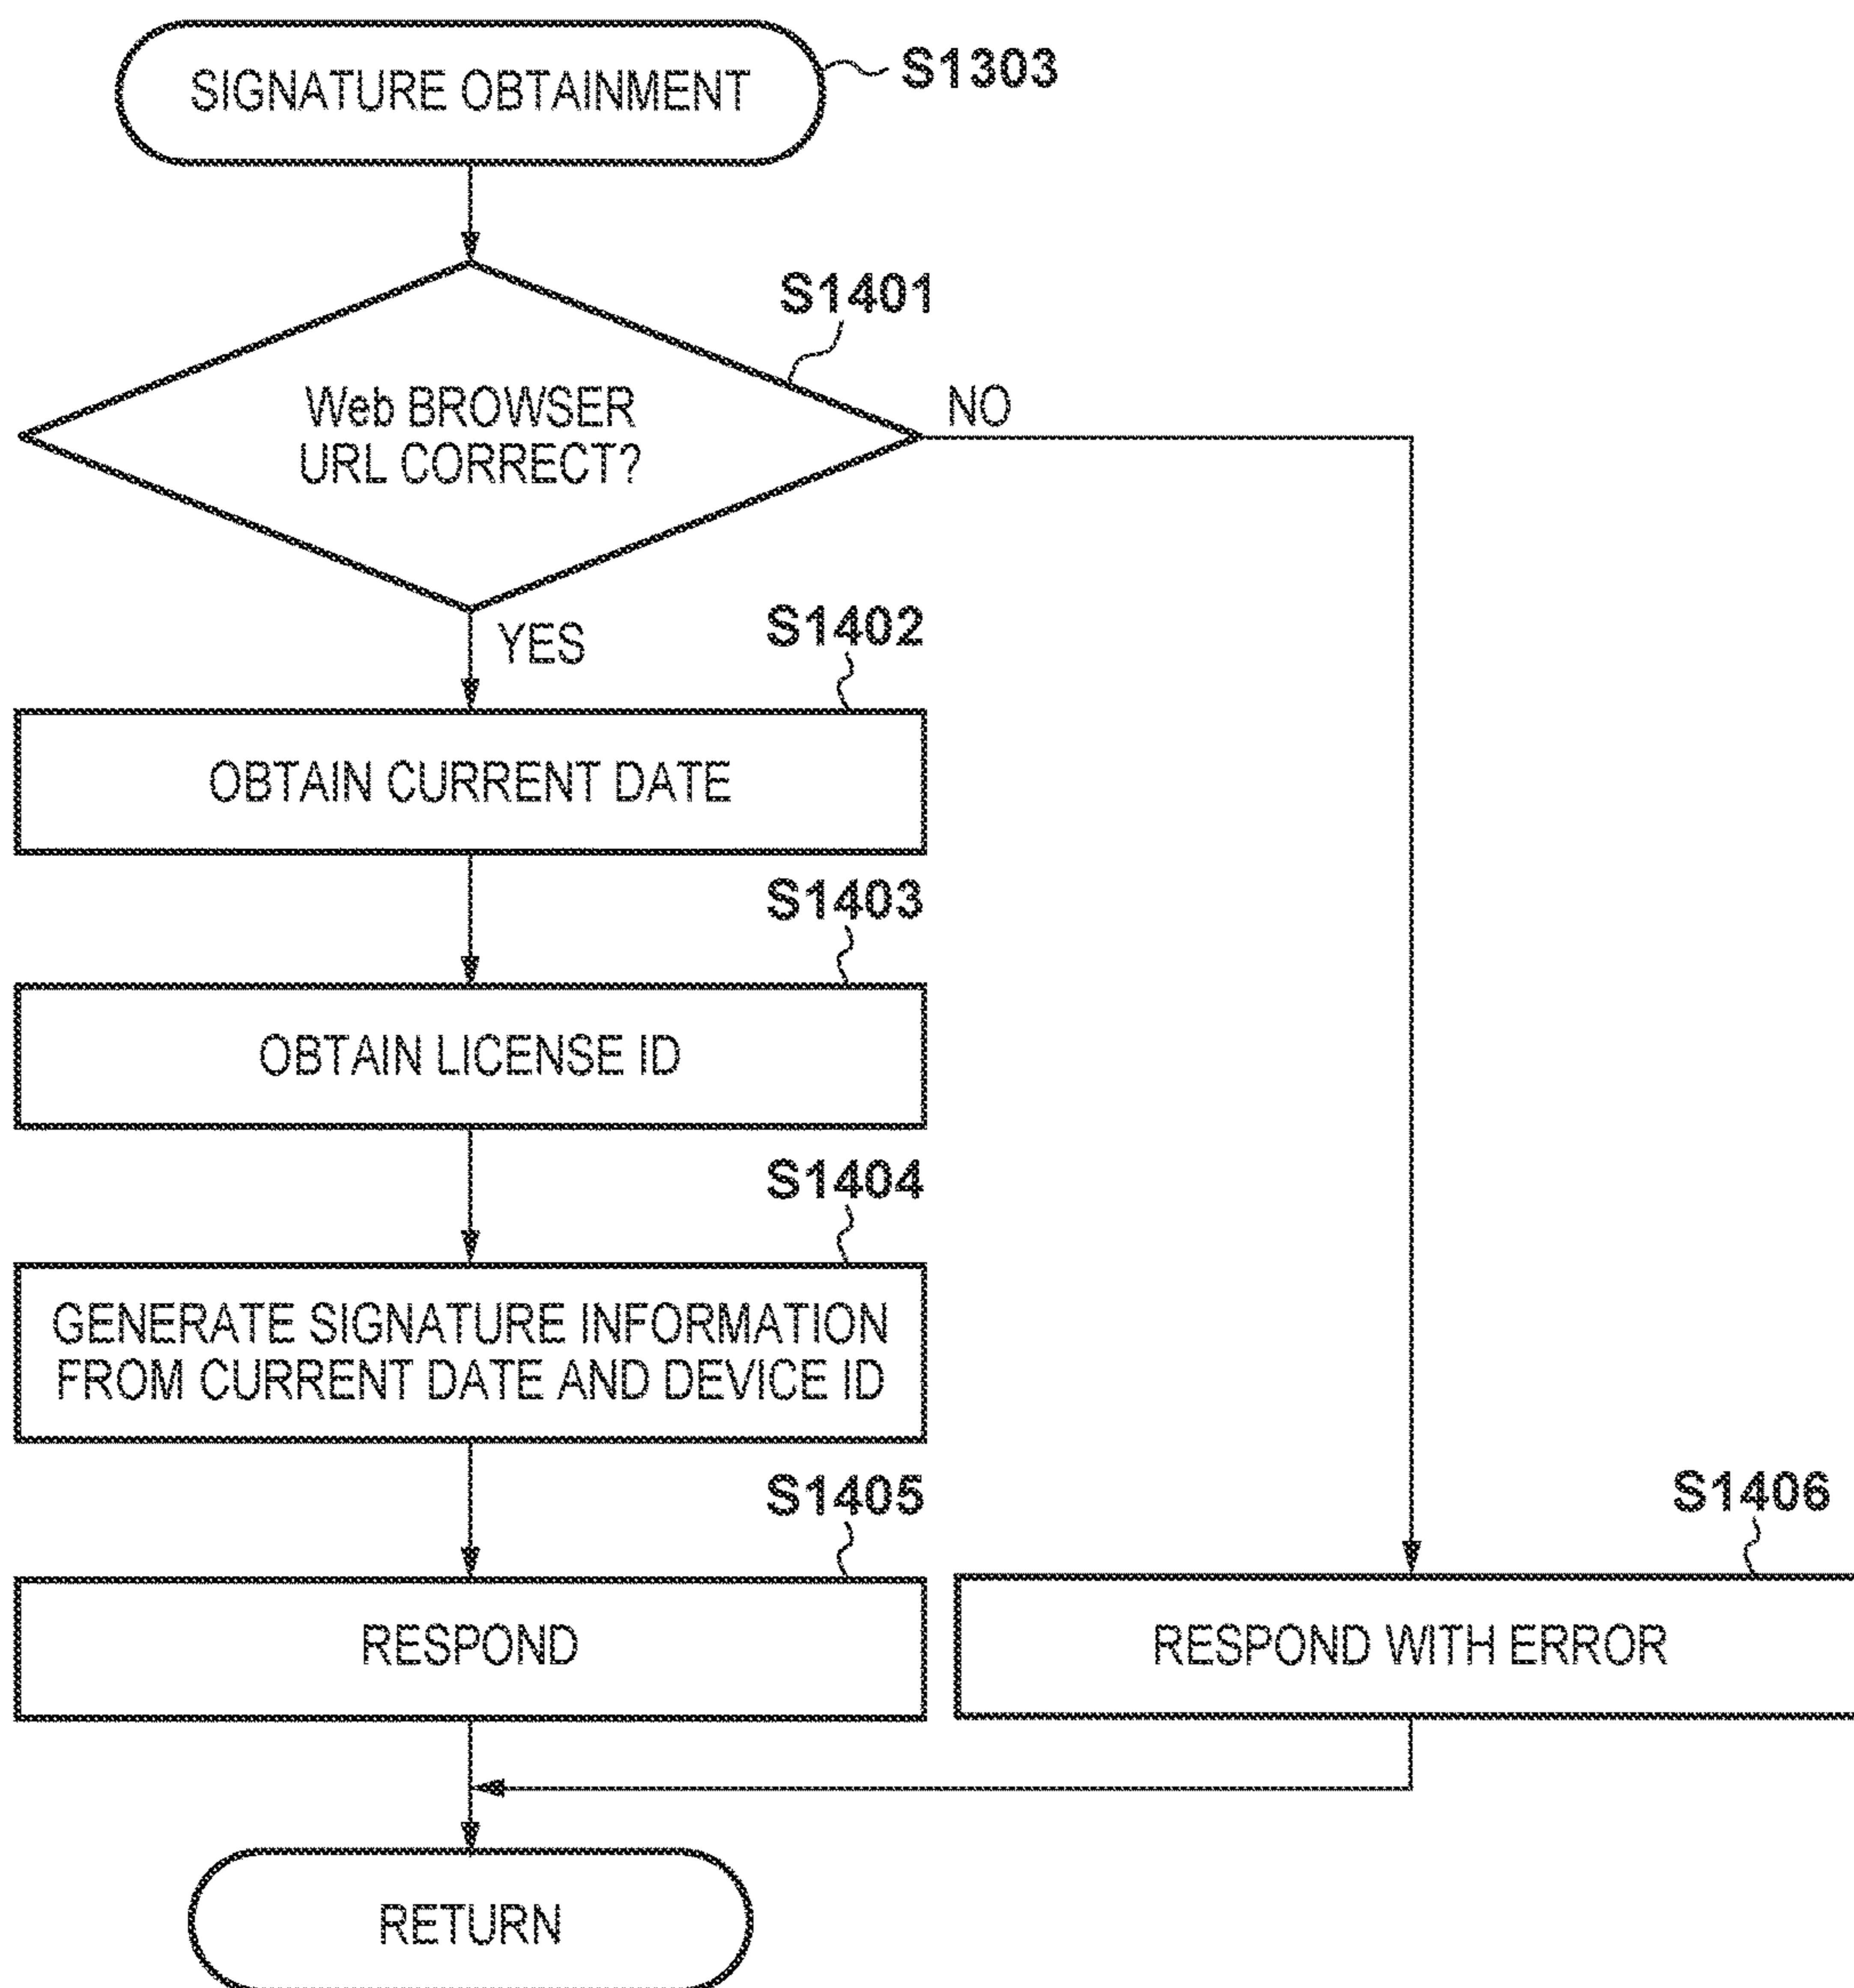 SIGNATURE OBTAINMENT
S1303
S1401
Web BROWSER
URL CORRECT?
NO
YES
S1402
OBTAIN CURRENT DATE
S1403
OBTAIN LICENSE ID
S1404
GENERATE SIGNATURE INFORMATION
FROM CURRENT DATE AND DEVICE ID
S1405
RESPOND
S1406
RESPOND WITH ERROR
RETURN